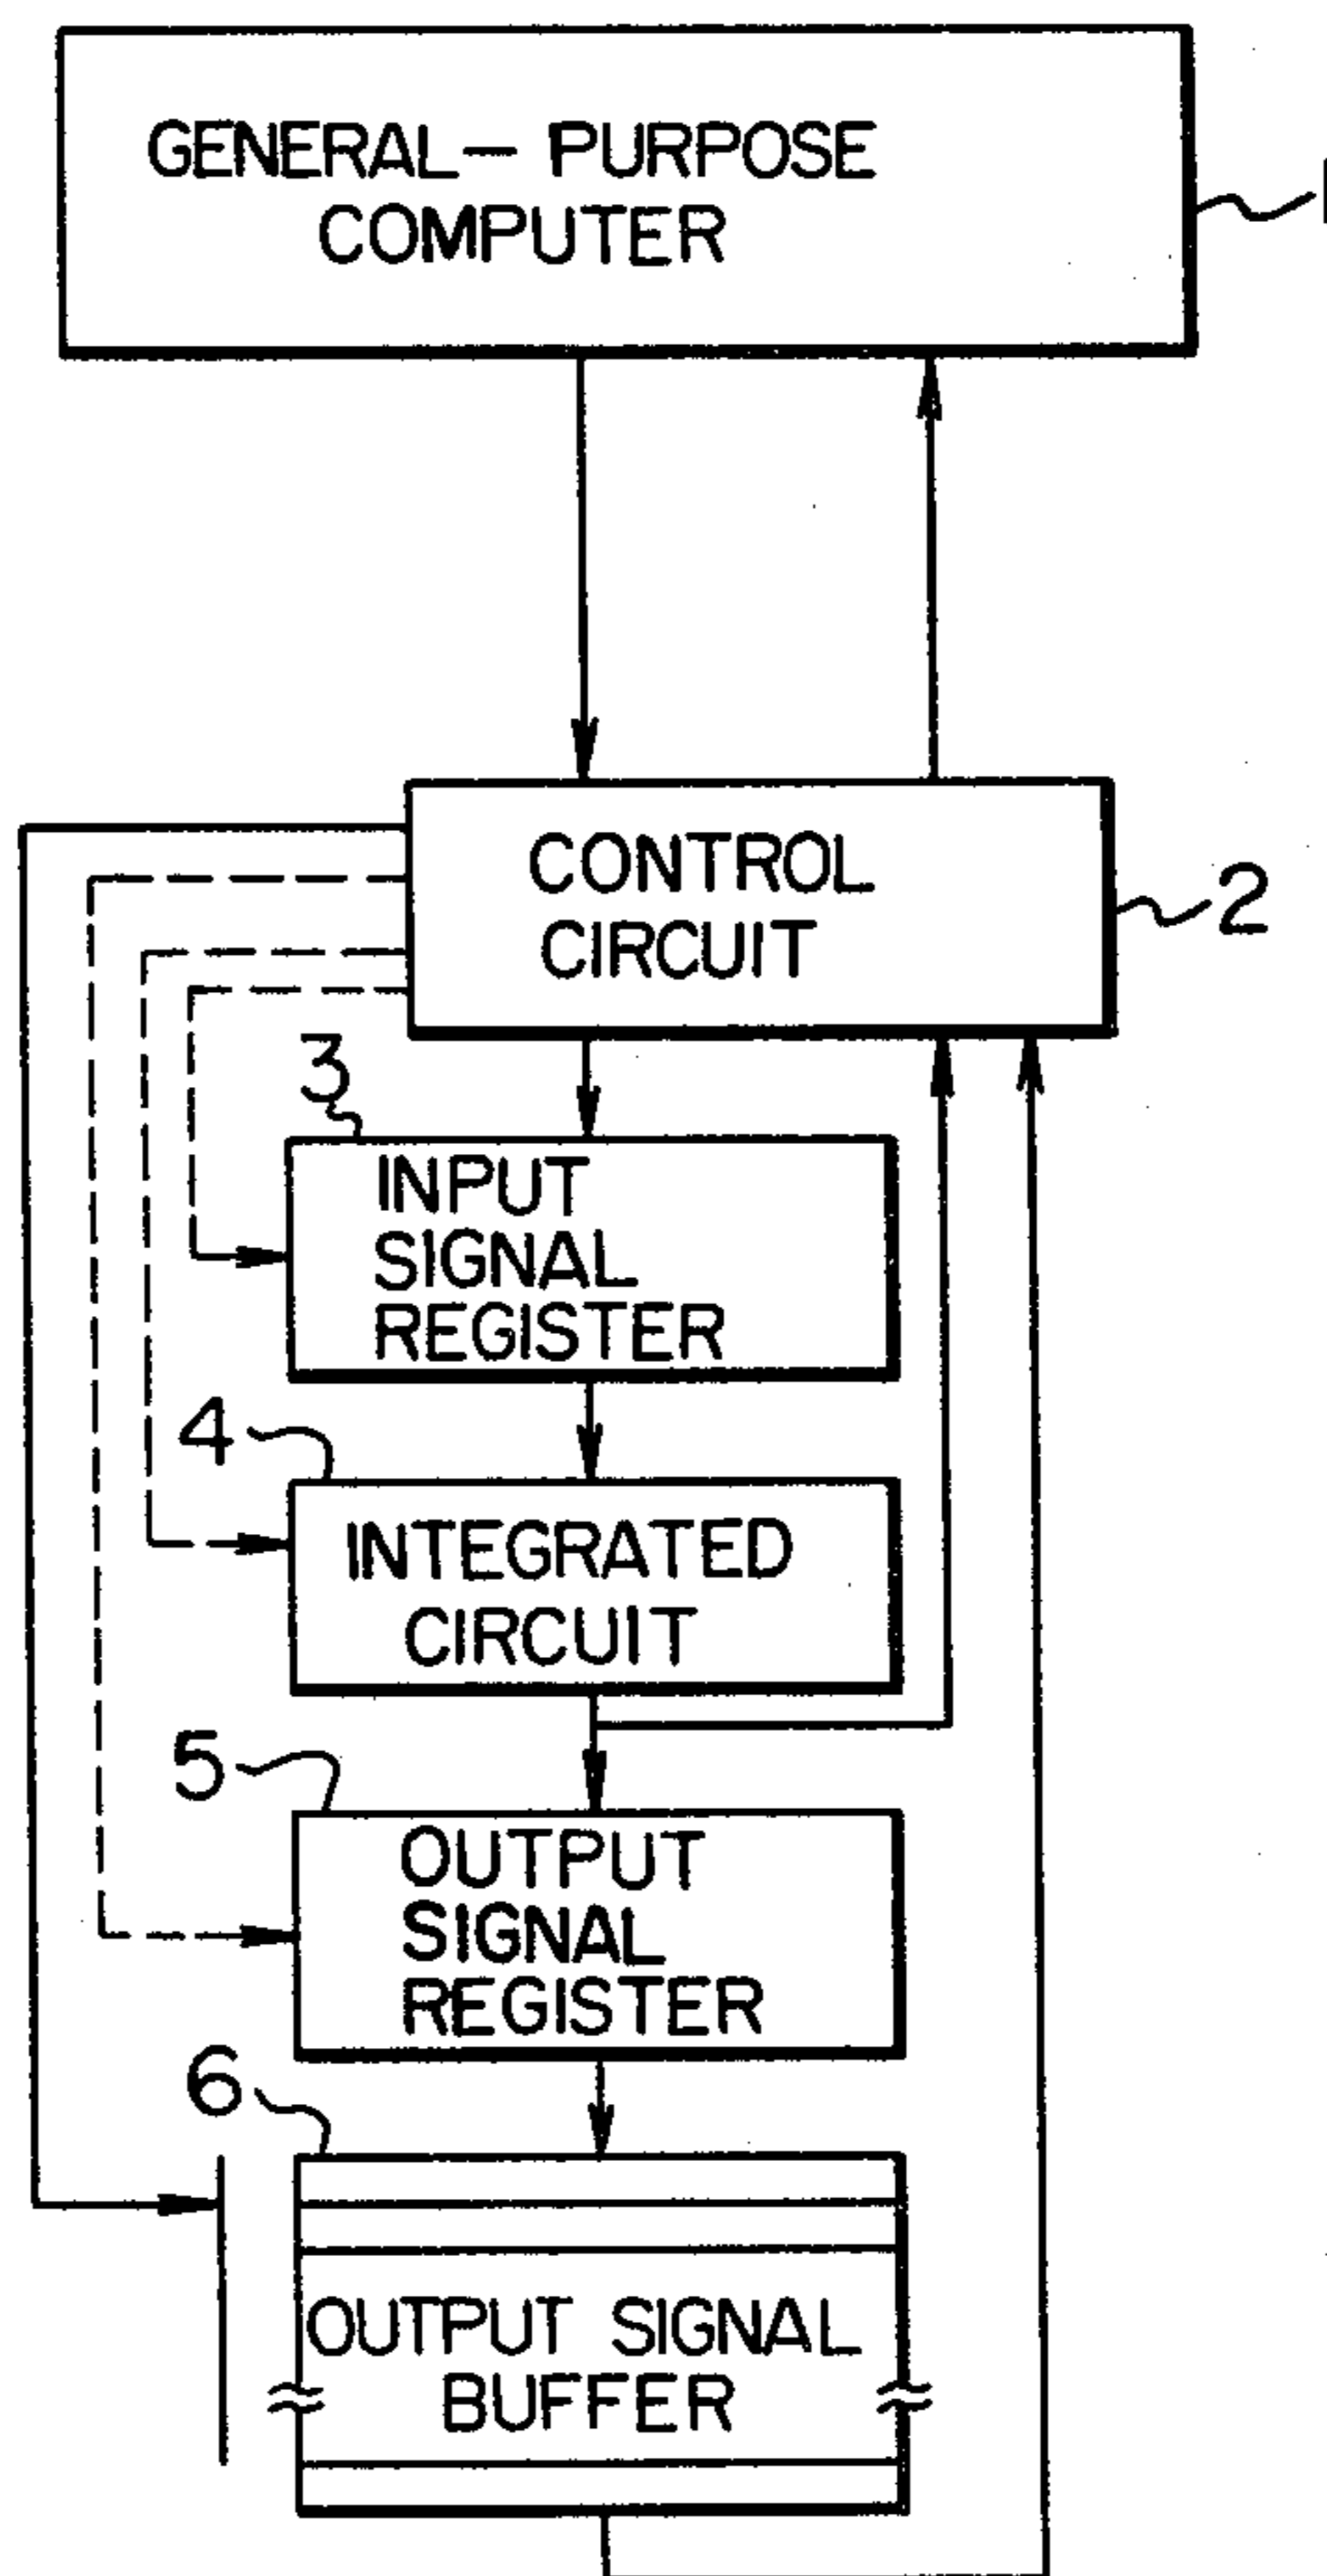 GENERAL- PURPOSE
COMPUTER
1
CONTROL
CIRCUIT
2
3
INPUT
SIGNAL
REGISTER
4
INTEGRATED
CIRCUIT
5
OUTPUT
SIGNAL
REGISTER
6
OUTPUT SIGNAL
BUFFER